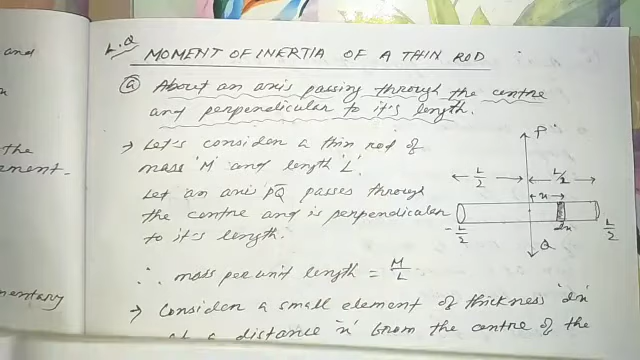 and
the
ment-
nentary
L.Q
MOMENT OF INERTIA OF A THIN ROD
(a) About an axis passing through the centre
and perpendicular to it's length.
→ Let's consider a thin rod of
mass 'M' and length 'L'.
Let an axis PQ passes through
the centre and is perpendicular
to it's length.
∴ mass per unit length = M/L
→ Consider a small element of thickness 'dx'
at a distance 'x' from the centre of the
P
L/2
L/2
x
-L/2
dx
L/2
Q